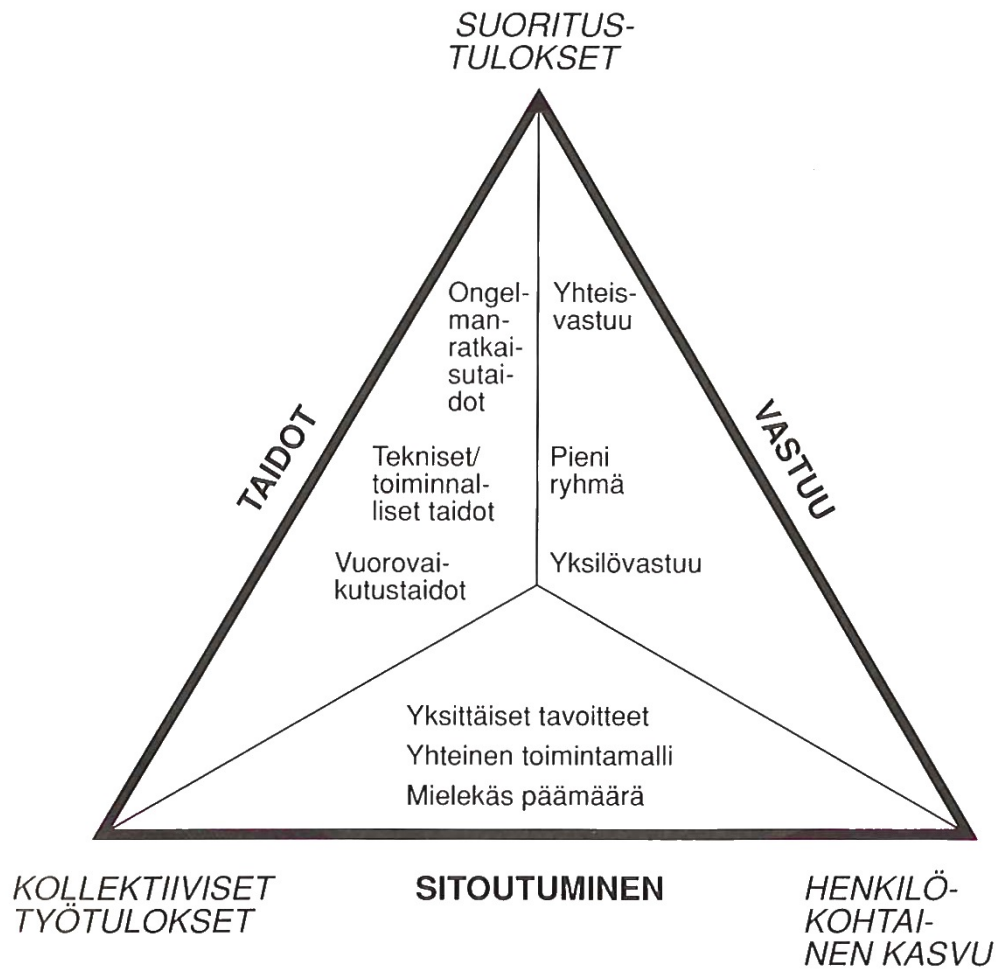 SUORITUS-
TULOKSET
Ongel-
man-
ratkai-
sutai-
dot
Yhteis-
vastuu
TAIDOT
VASTUU
Tekniset/
toiminnal-
liset taidot
Pieni
ryhmä
Vuorovai-
kutustaidot
Yksilövastuu
Yksittäiset tavoitteet
Yhteinen toimintamalli
Mielekäs päämäärä
KOLLEKTIIVISET
TYÖTULOKSET
SITOUTUMINEN
HENKILÖ-
KOHTAI-
NEN KASVU